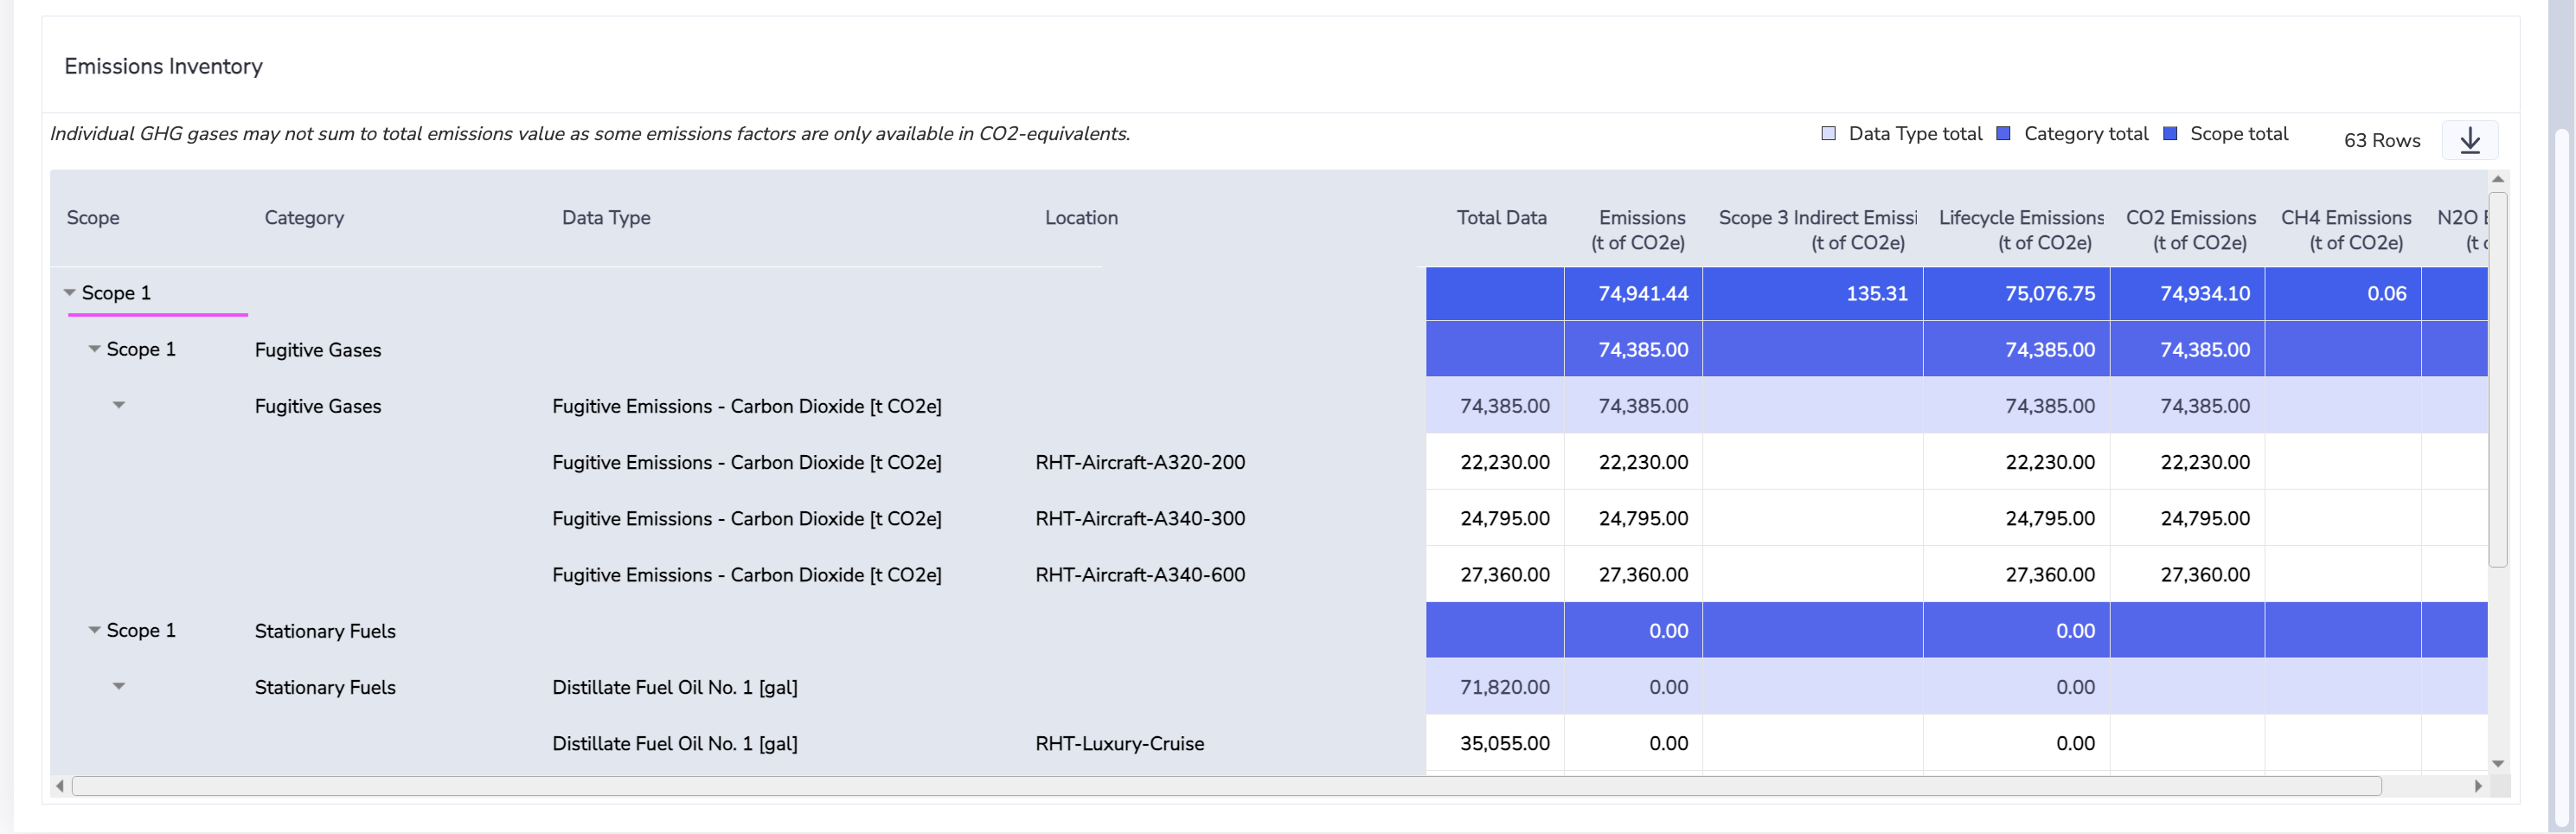 Emissions Inventory
Individual GHG gases may not sum to total emissions value as some emissions factors are only available in CO2-equivalents.
Data Type total Category total Scope total 63 Rows
Scope Category Data Type Location Total Data Emissions (t of CO2e) Scope 3 Indirect Emissi (t of CO2e) Lifecycle Emissions (t of CO2e) CO2 Emissions (t of CO2e) CH4 Emissions (t of CO2e) N2O
Scope 1 74,941.44 135.31 75,076.75 74,934.10 0.06
Scope 1 Fugitive Gases 74,385.00 74,385.00 74,385.00
Fugitive Gases Fugitive Emissions - Carbon Dioxide [t CO2e] 74,385.00 74,385.00 74,385.00 74,385.00
Fugitive Emissions - Carbon Dioxide [t CO2e] RHT-Aircraft-A320-200 22,230.00 22,230.00 22,230.00 22,230.00
Fugitive Emissions - Carbon Dioxide [t CO2e] RHT-Aircraft-A340-300 24,795.00 24,795.00 24,795.00 24,795.00
Fugitive Emissions - Carbon Dioxide [t CO2e] RHT-Aircraft-A340-600 27,360.00 27,360.00 27,360.00 27,360.00
Scope 1 Stationary Fuels 0.00 0.00
Stationary Fuels Distillate Fuel Oil No. 1 [gal] 71,820.00 0.00 0.00
Distillate Fuel Oil No. 1 [gal] RHT-Luxury-Cruise 35,055.00 0.00 0.00